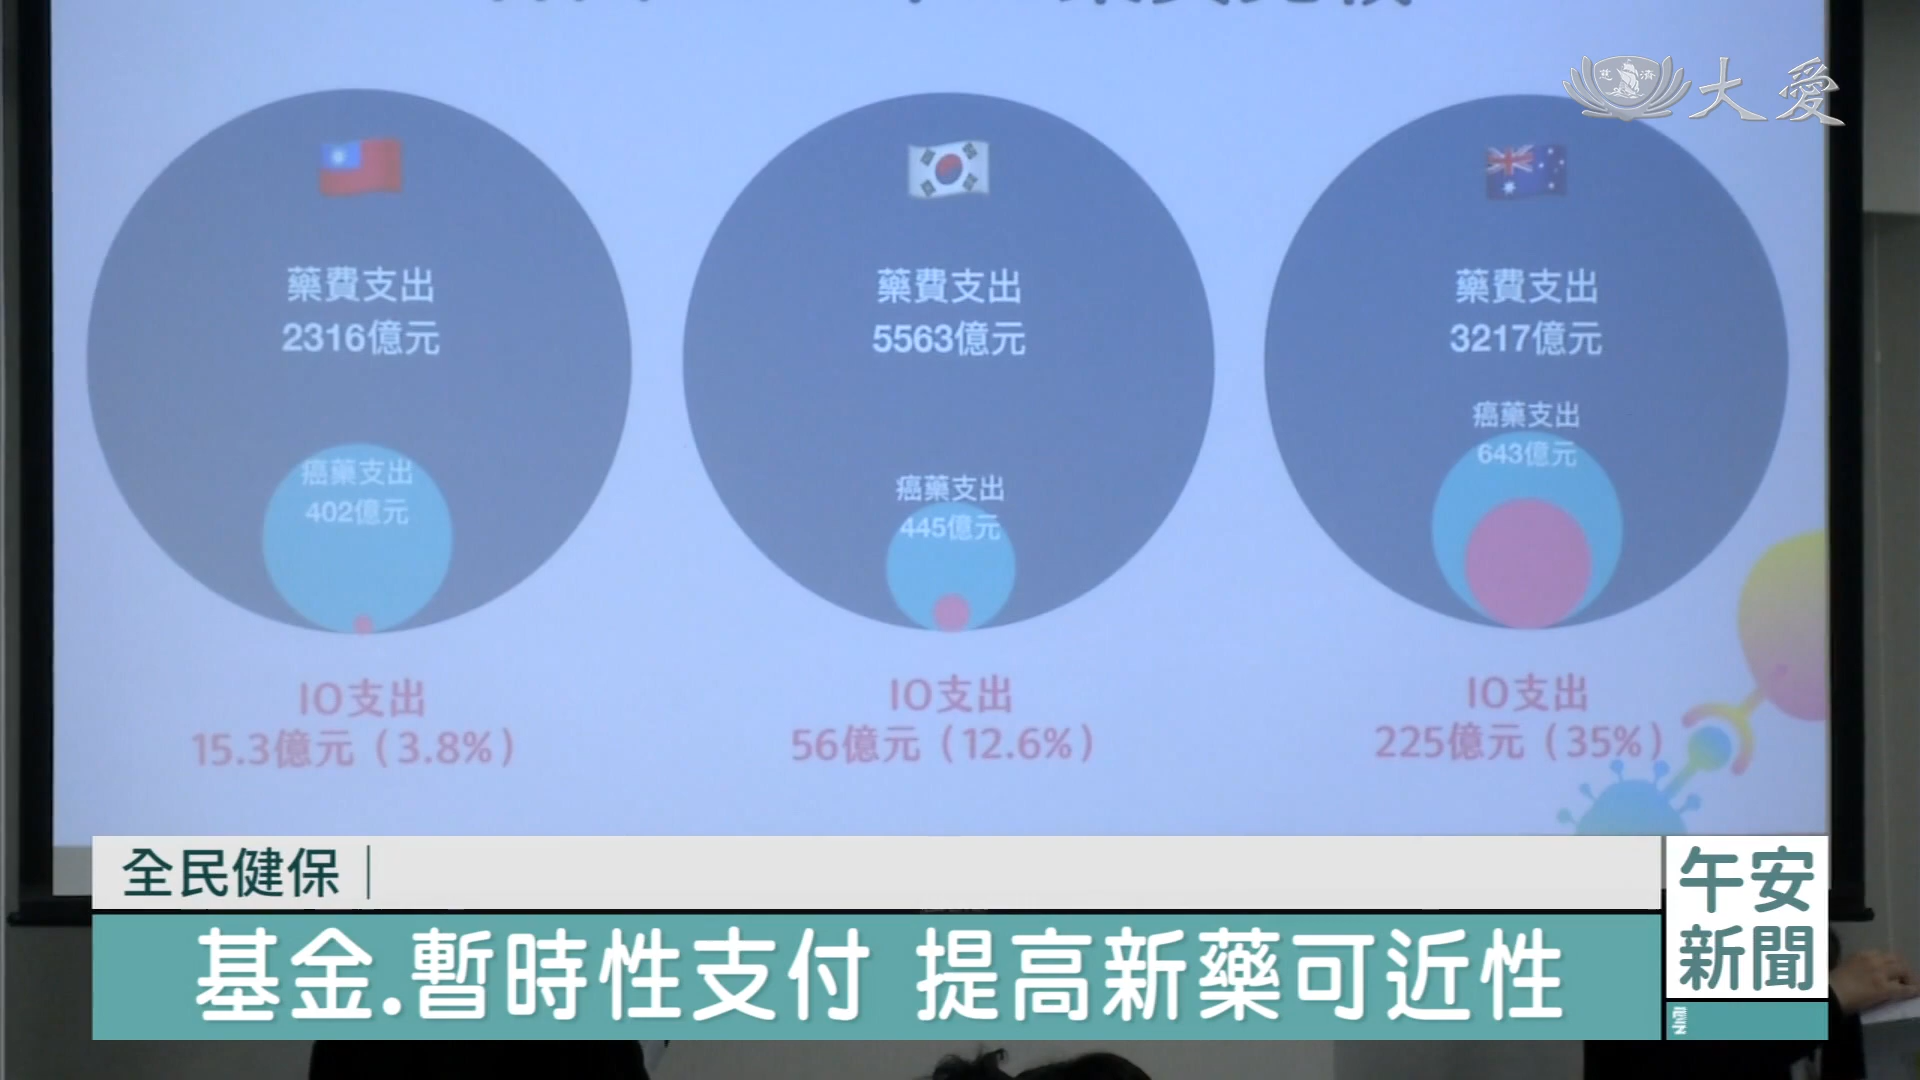 慈濟
大愛
藥費支出
2316億元
癌藥支出
402億元
IO支出
15.3億元（3.8%）
藥費支出
5563億元
癌藥支出
445億元
IO支出
56億元（12.6%）
藥費支出
3217億元
癌藥支出
643億元
IO支出
225億元（35%）
全民健保
基金.暫時性支付 提高新藥可近性
午安
新聞